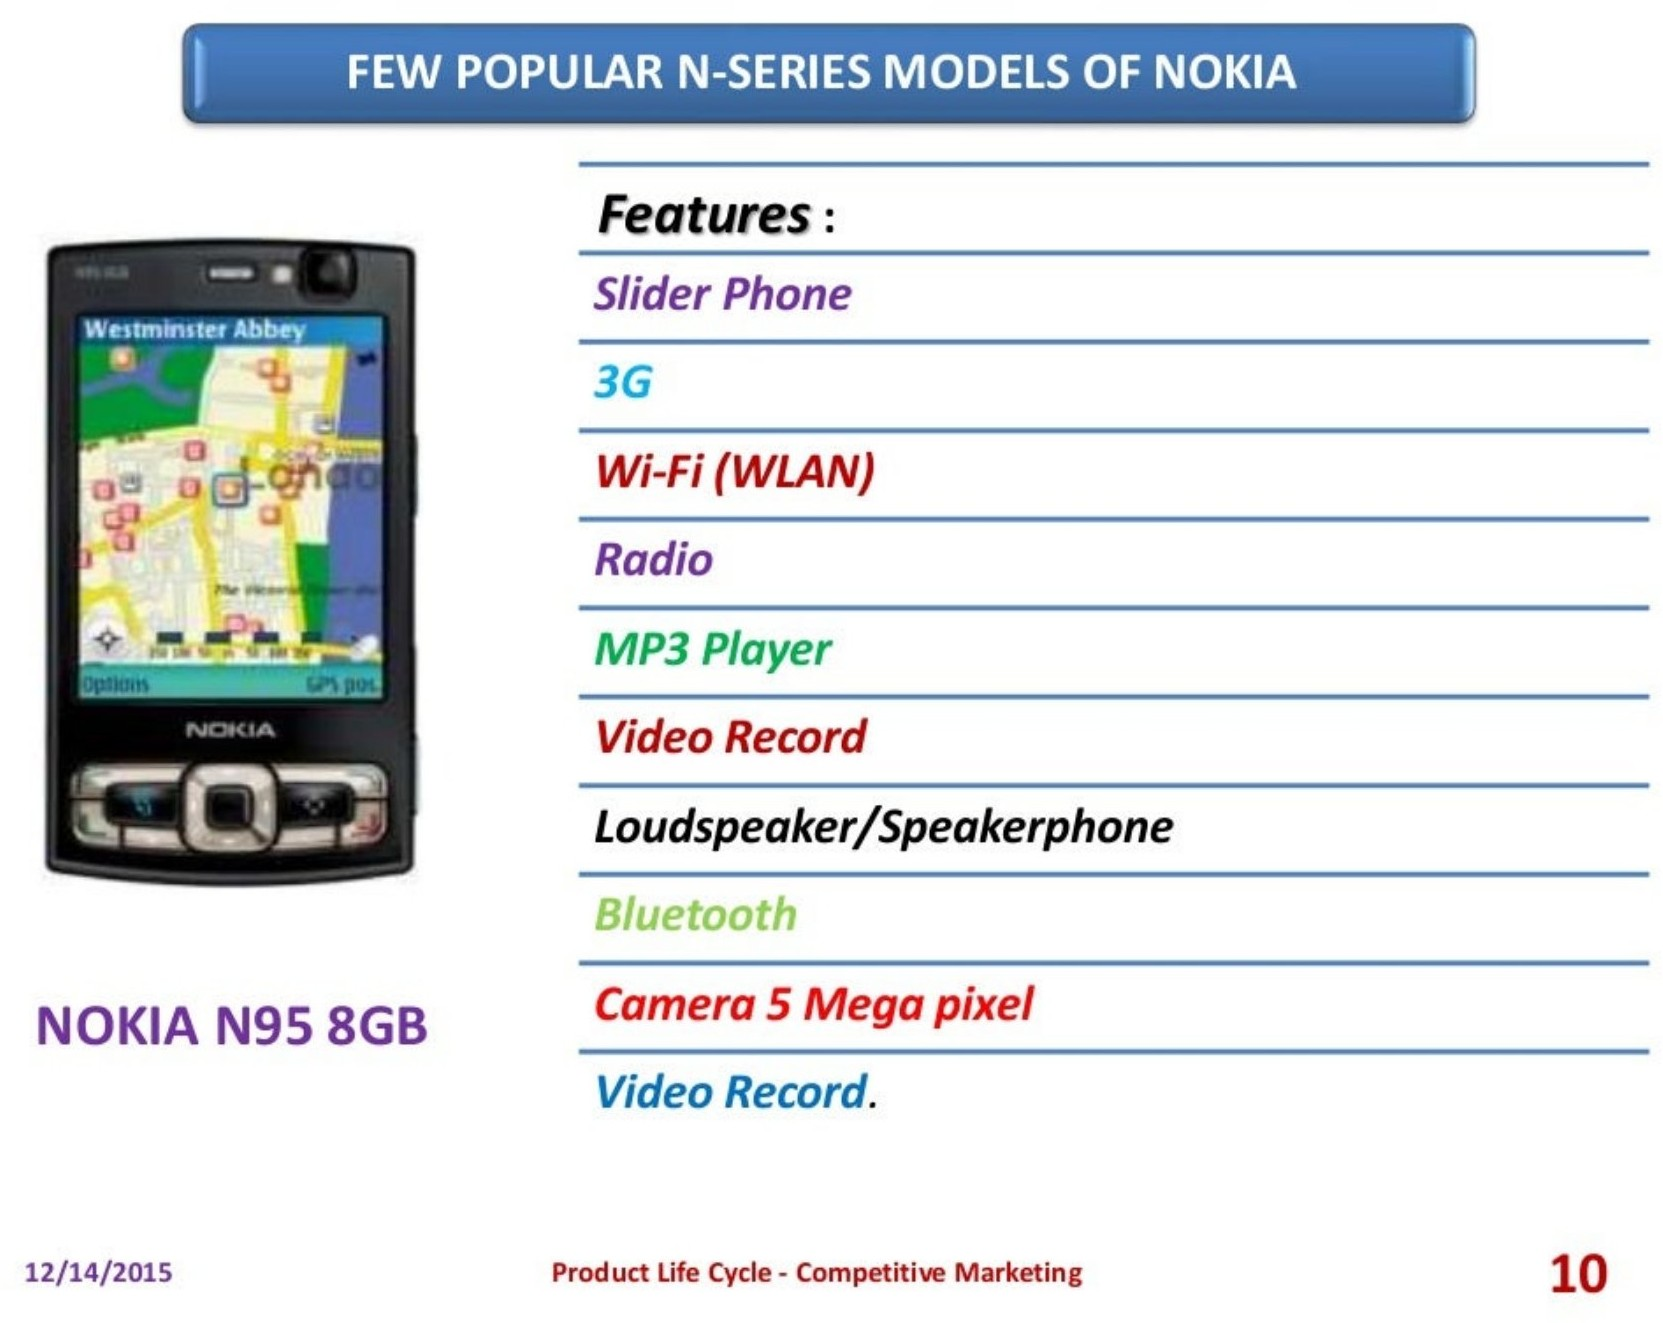 FEW POPULAR N-SERIES MODELS OF NOKIA
Features :
Slider Phone
3G
Wi-Fi (WLAN)
Radio
MP3 Player
Video Record
Loudspeaker/Speakerphone
Bluetooth
Camera 5 Mega pixel
Video Record.
Westminster Abbey
London
Options GPS pos.
NOKIA
NOKIA N95 8GB
12/14/2015 Product Life Cycle - Competitive Marketing 10